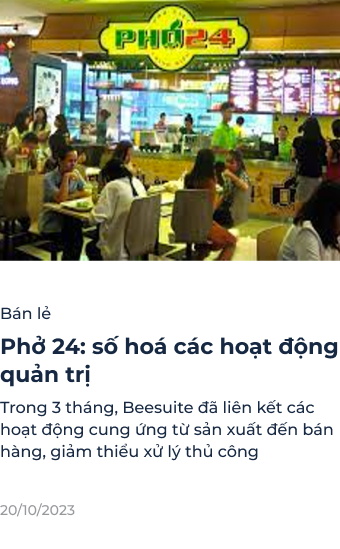 PHỞ24
Bán lẻ
Phở 24: số hoá các hoạt động
quản trị
Trong 3 tháng, Beesuite đã liên kết các
hoạt động cung ứng từ sản xuất đến bán
hàng, giảm thiểu xử lý thủ công
20/10/2023